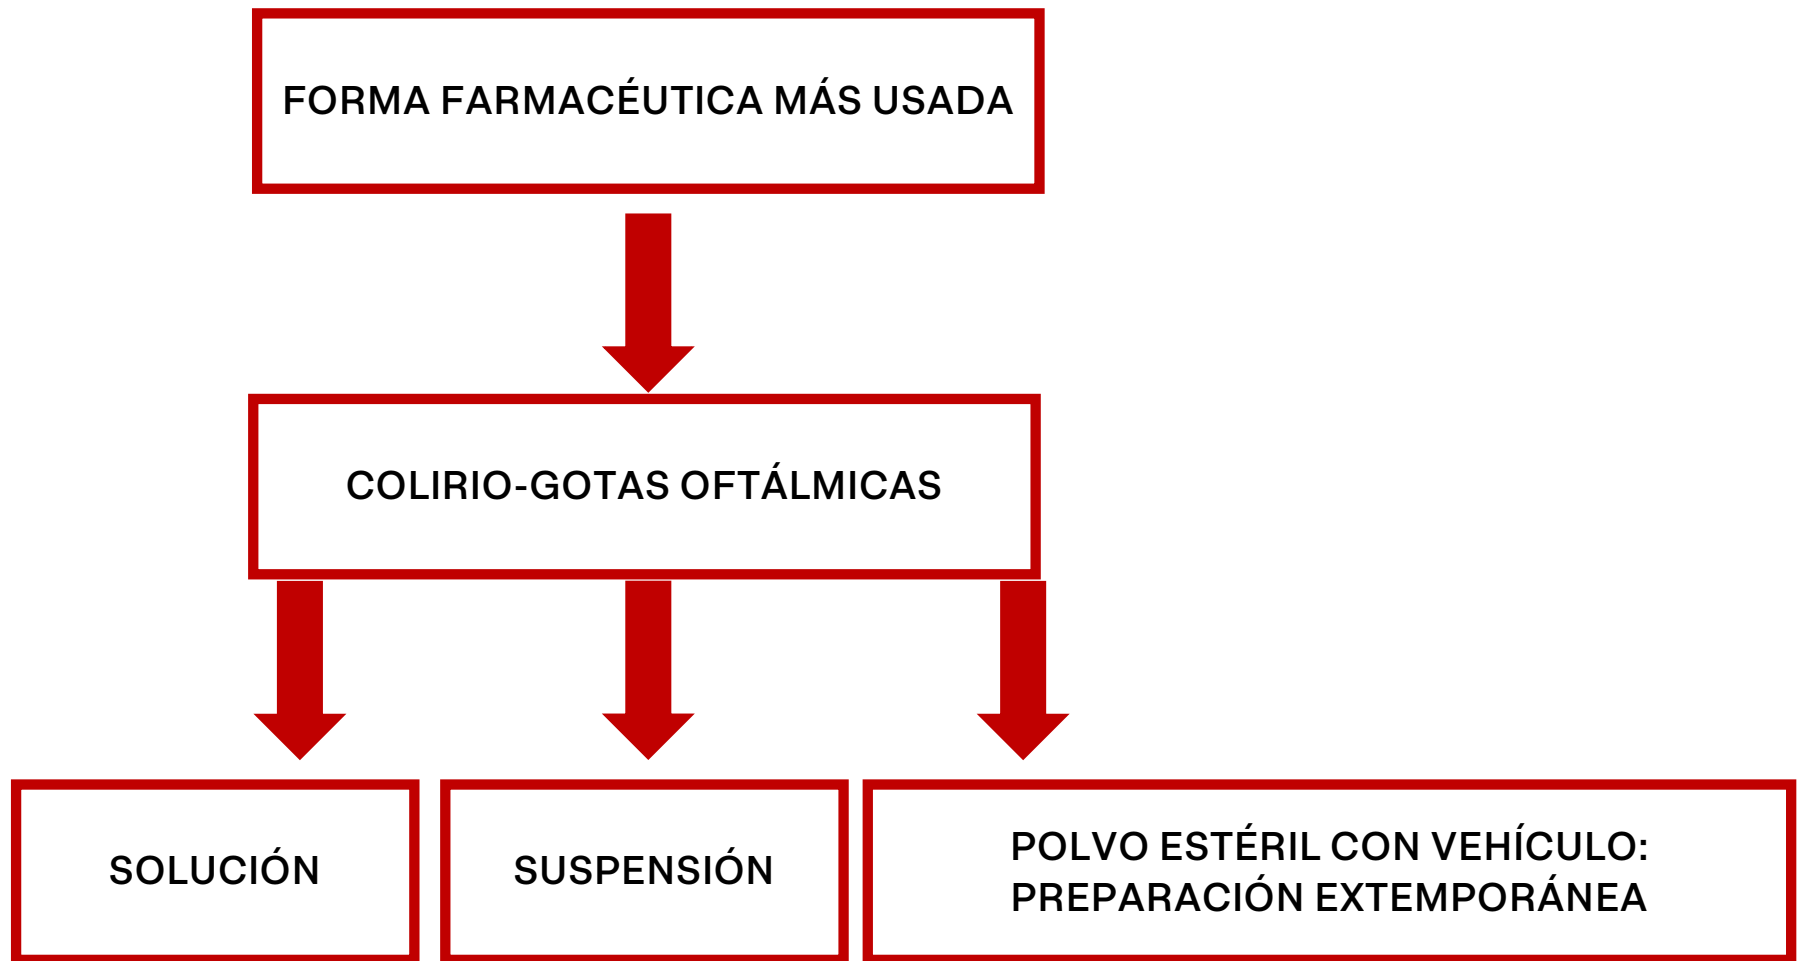 FORMA FARMACÉUTICA MÁS USADA
COLIRIO-GOTAS OFTÁLMICAS
SOLUCIÓN
SUSPENSIÓN
POLVO ESTÉRIL CON VEHÍCULO:
PREPARACIÓN EXTEMPORÁNEA